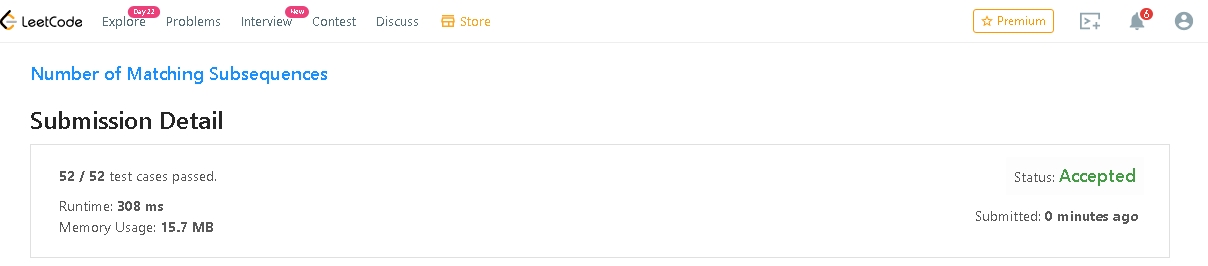 LeetCode Explore Day 22 Problems Interview New Contest Discuss Store Premium 6
Number of Matching Subsequences
Submission Detail
52 / 52 test cases passed. Status: Accepted
Runtime: 308 ms Submitted: 0 minutes ago
Memory Usage: 15.7 MB